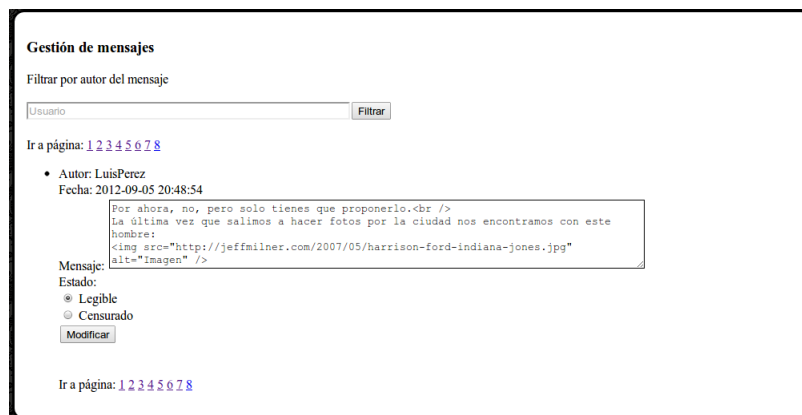 Gestión de mensajes
Filtrar por autor del mensaje
Usuario
Filtrar
Ir a página: 1 2 3 4 5 6 7 8
Autor: LuisPerez
Fecha: 2012-09-05 20:48:54
Por ahora, no, pero solo tienes que proponerlo.<br />
La última vez que salimos a hacer fotos por la ciudad nos encontramos con este
hombre:
<img src="http://jeffmilner.com/2007/05/harrison-ford-indiana-jones.jpg"
alt="Imagen" />
Mensaje:
Estado:
Legible
Censurado
Modificar
Ir a página: 1 2 3 4 5 6 7 8